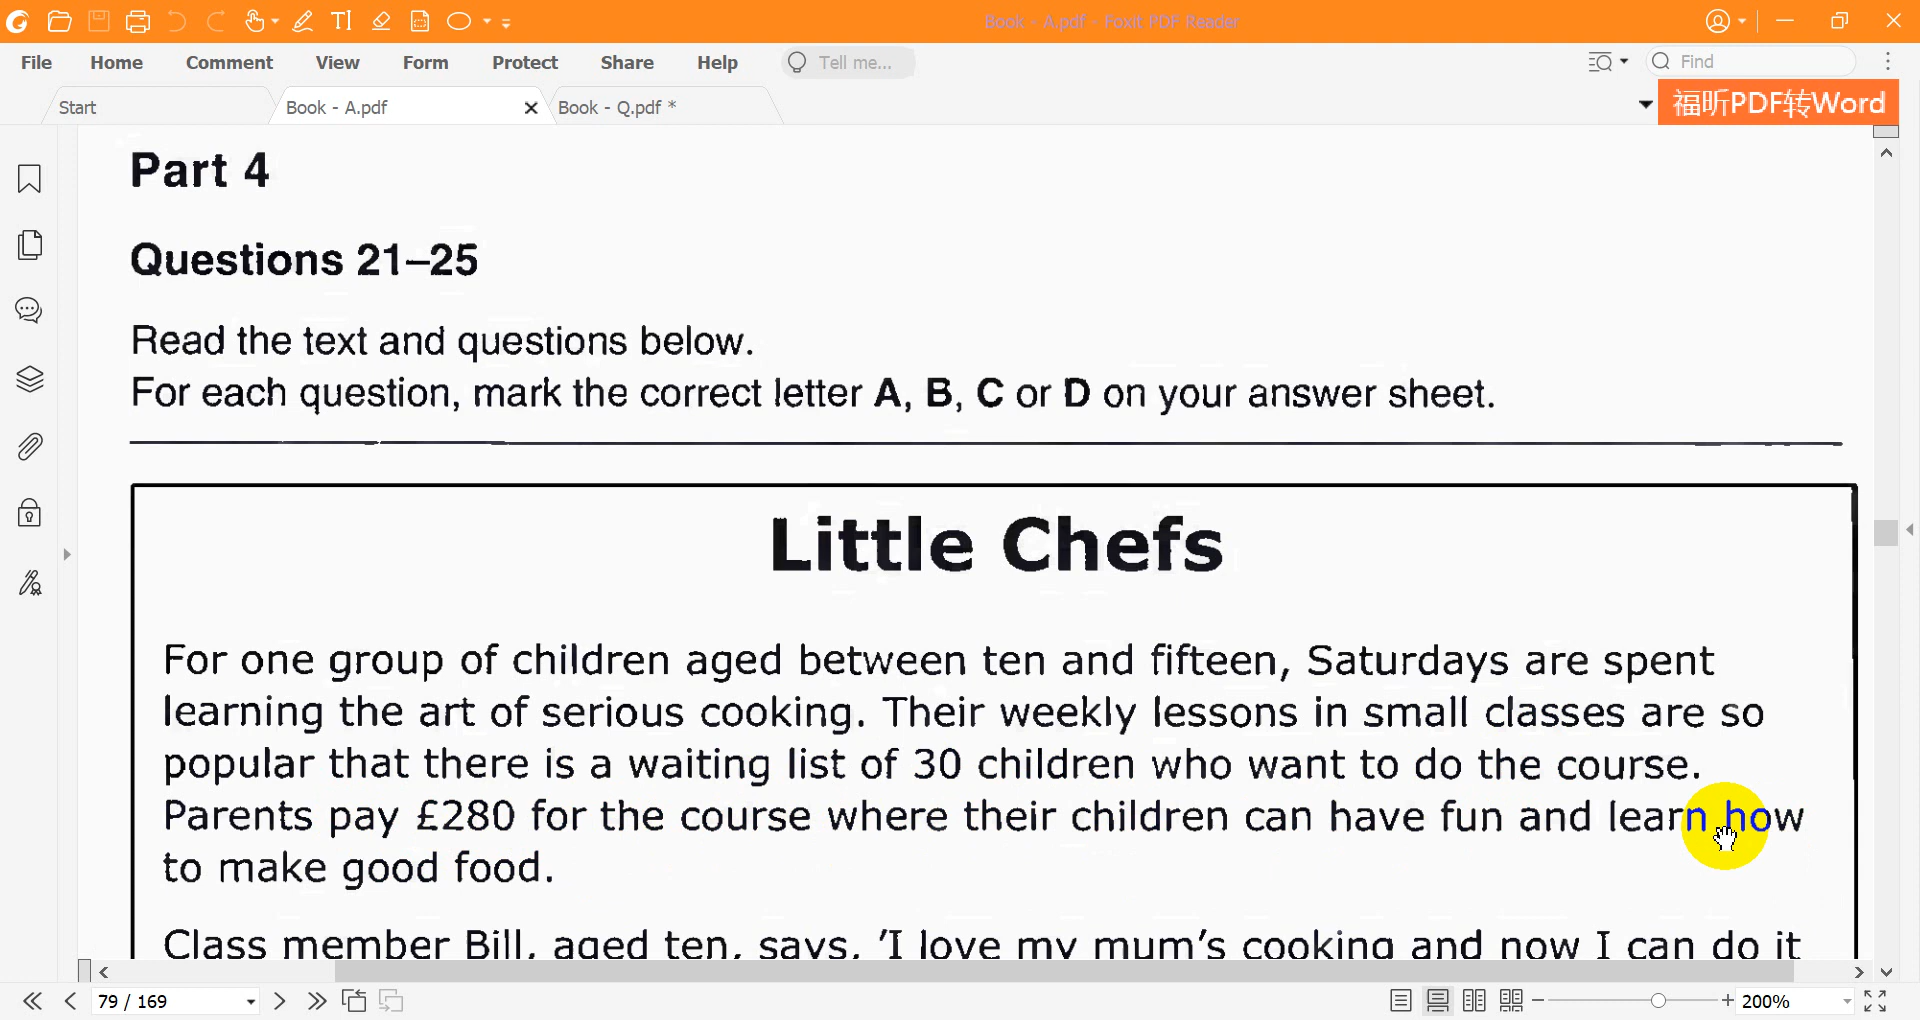 Book - A.pdf - Foxit PDF Reader
File Home Comment View Form Protect Share Help Tell me... Find
Start Book - A.pdf Book - Q.pdf * 福昕PDF转Word
Part 4
Questions 21–25
Read the text and questions below.
For each question, mark the correct letter A, B, C or D on your answer sheet.
Little Chefs
For one group of children aged between ten and fifteen, Saturdays are spent
learning the art of serious cooking. Their weekly lessons in small classes are so
popular that there is a waiting list of 30 children who want to do the course.
Parents pay £280 for the course where their children can have fun and learn how
to make good food.
Class member Bill, aged ten, says, 'I love my mum's cooking and now I can do it
79 / 169 200%